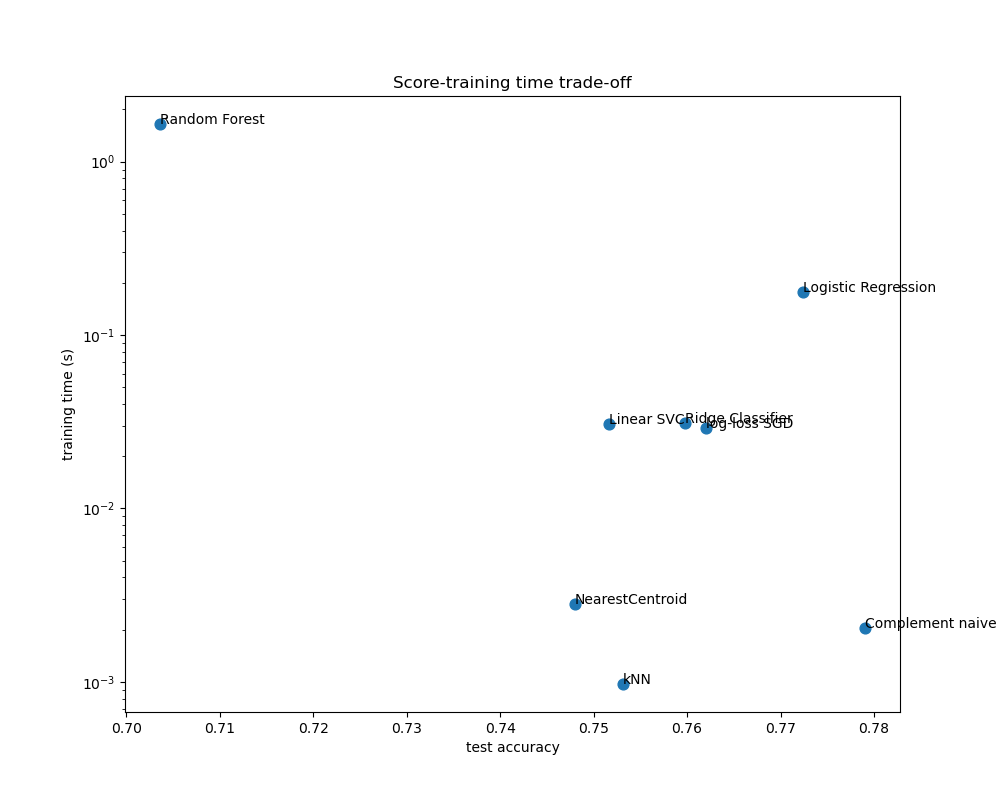 Score-training time trade-off
Random Forest
Logistic Regression
Linear SVC
Ridge Classifier
log-loss SGD
NearestCentroid
Complement naive
kNN
training time (s)
10⁰
10⁻¹
10⁻²
10⁻³
0.70 0.71 0.72 0.73 0.74 0.75 0.76 0.77 0.78
test accuracy